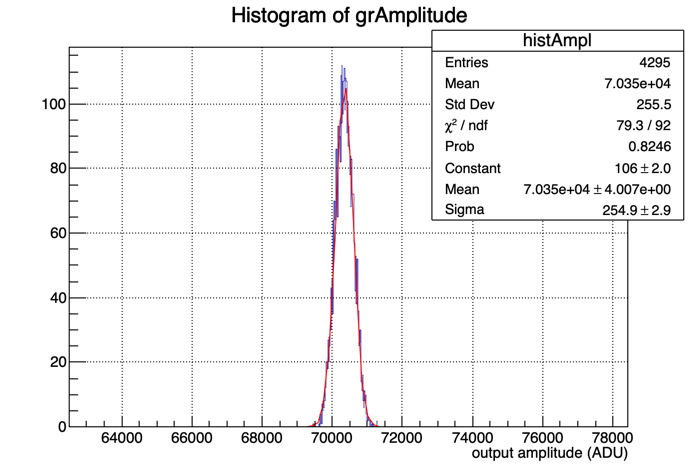 Histogram of grAmplitude
histAmpl
Entries 4295
Mean 7.035e+04
Std Dev 255.5
χ² / ndf 79.3 / 92
Prob 0.8246
Constant 106 ± 2.0
Mean 7.035e+04 ± 4.007e+00
Sigma 254.9 ± 2.9
100
80
60
40
20
0
64000 66000 68000 70000 72000 74000 76000 78000
output amplitude (ADU)